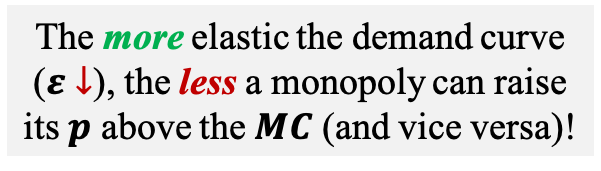 The more elastic the demand curve
(ε ↓), the less a monopoly can raise
its p above the MC (and vice versa)!